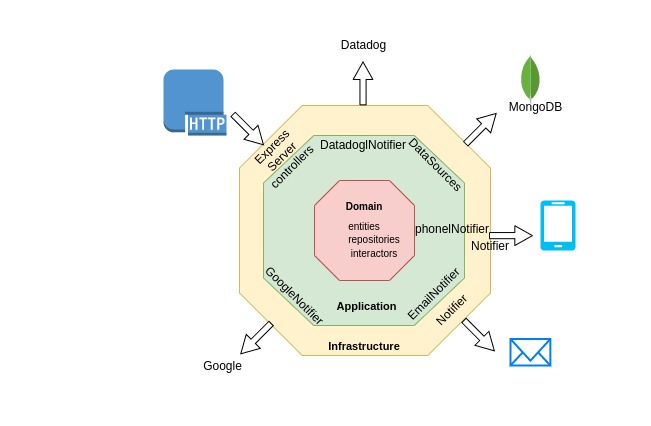 Datadog
MongoDB
HTTP
Express
Server
controllers
DatadoglNotifier
DataSources
Domain
entities
repositories
interactors
phonelNotifier
Notifier
GoogleNotifier
EmailNotifier
Notifier
Application
Infrastructure
Google